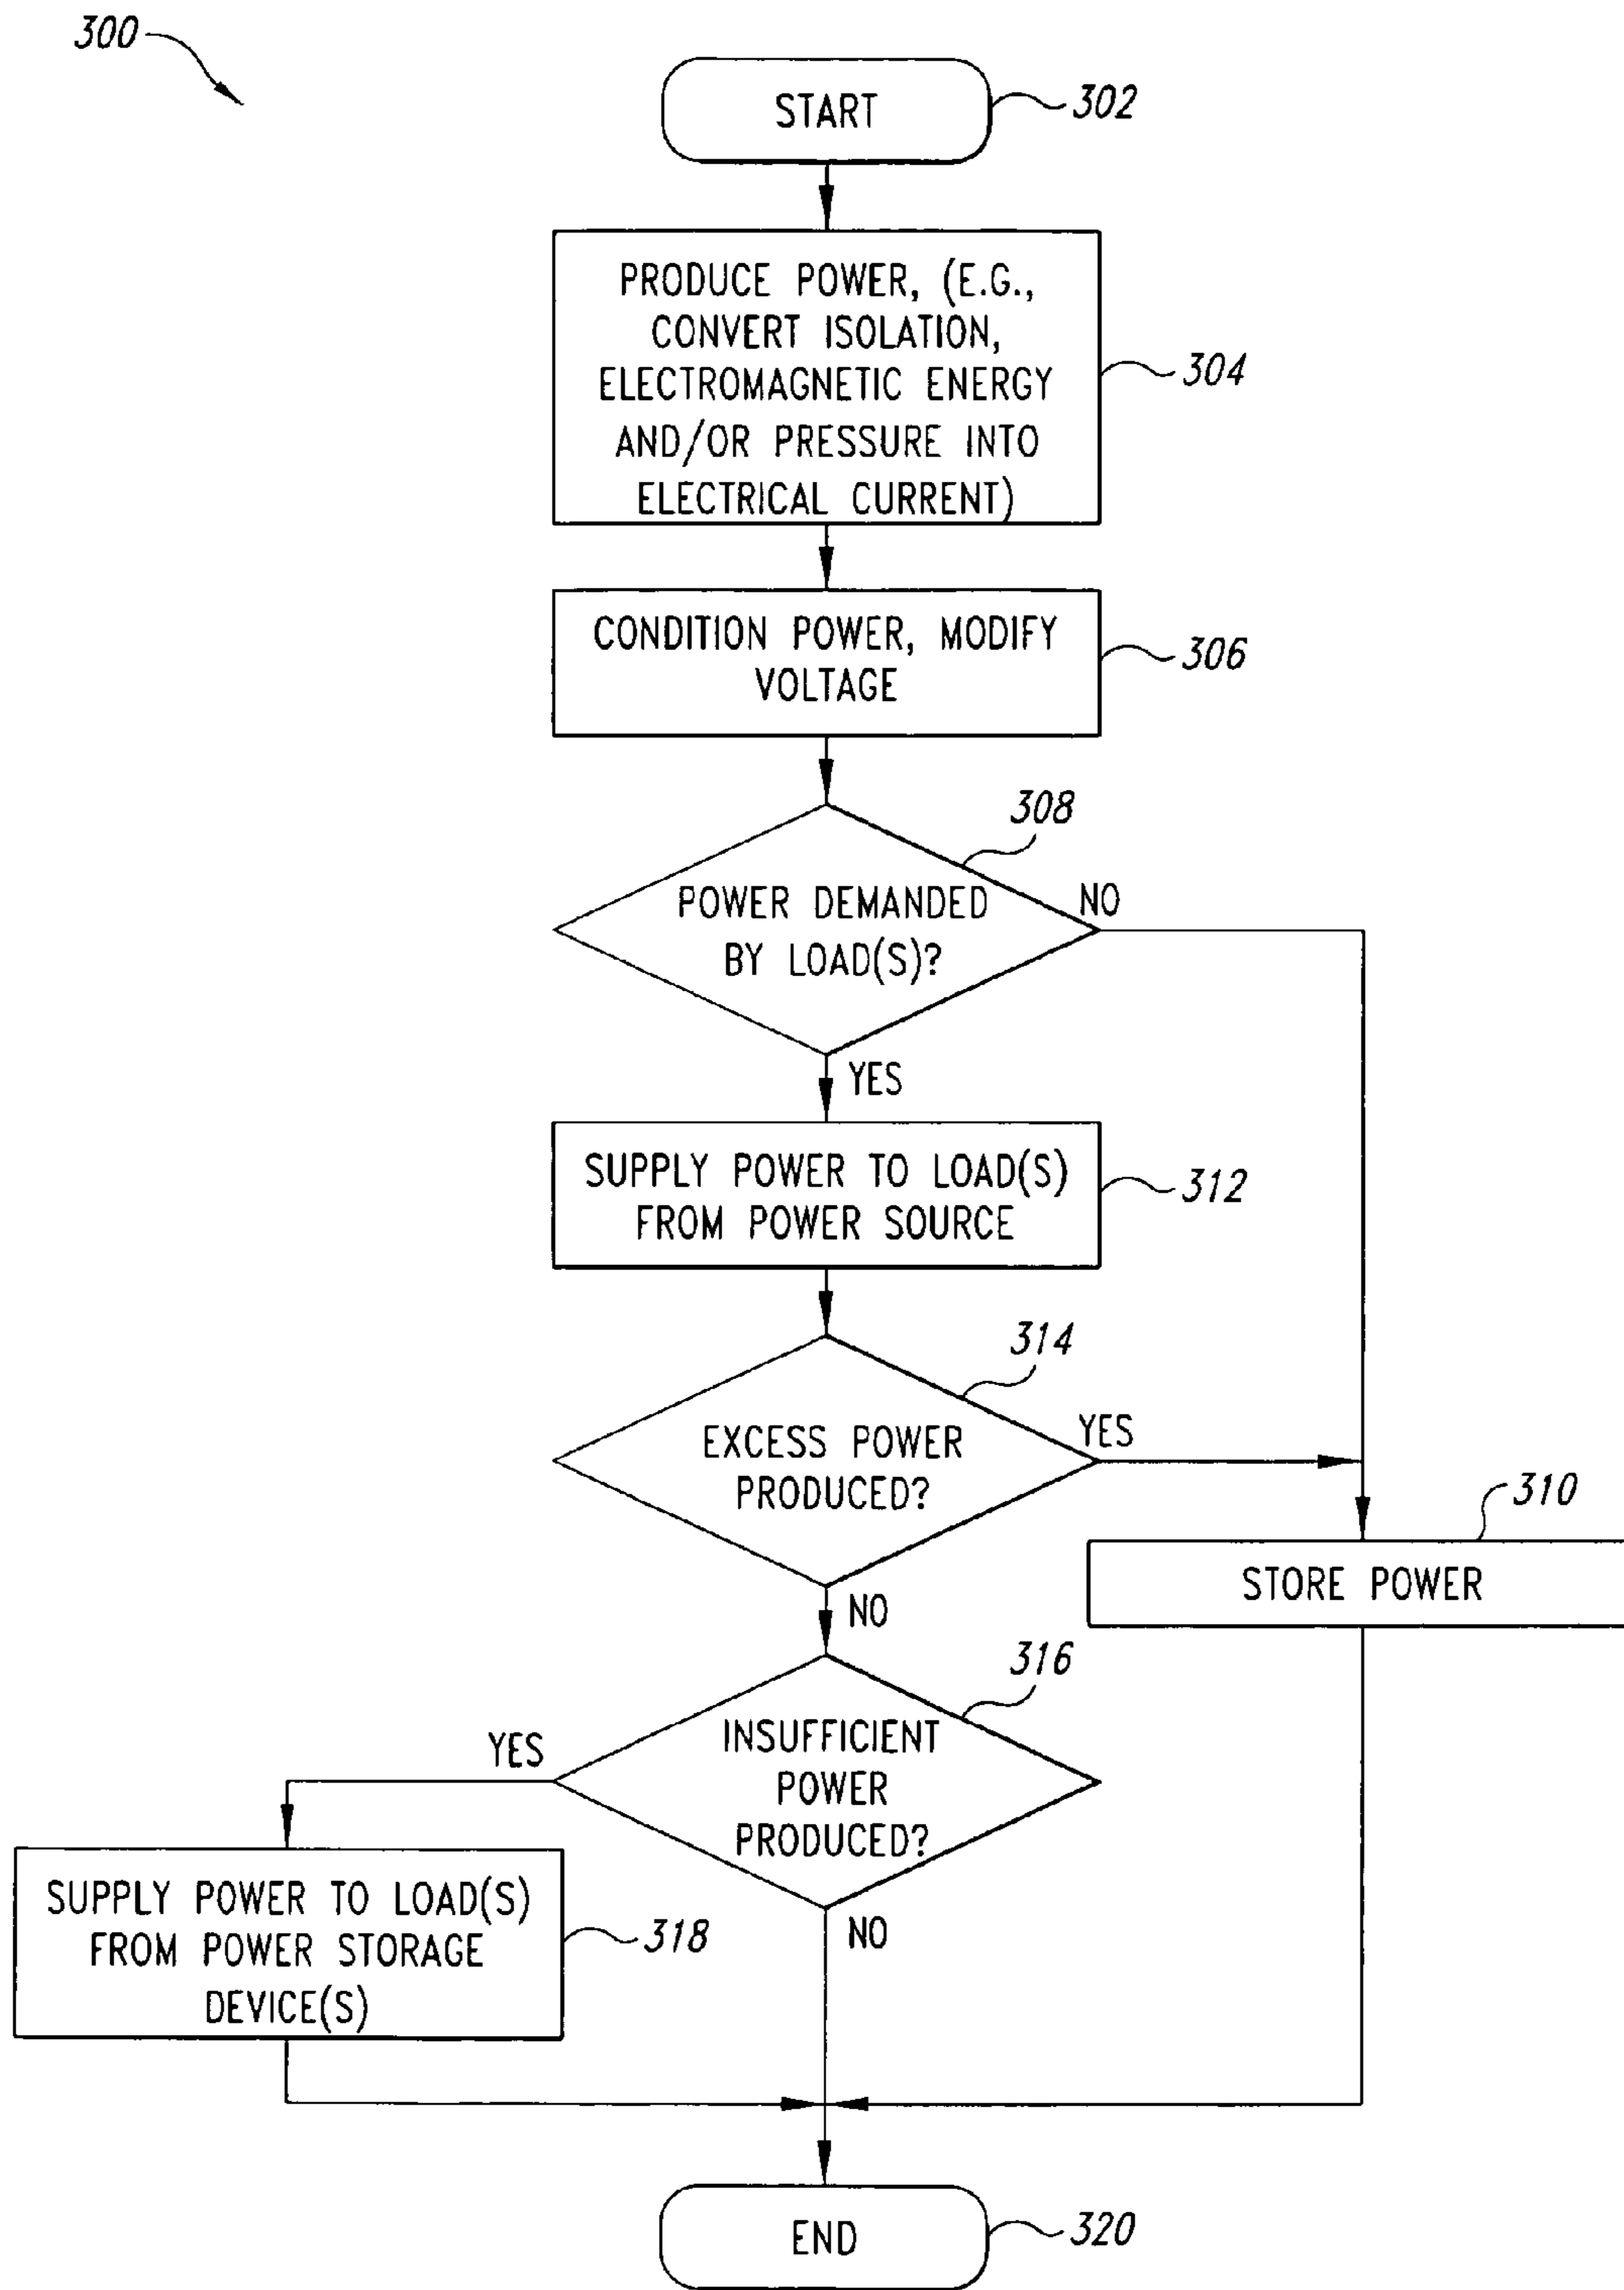 300
START
302
PRODUCE POWER, (E.G.,
CONVERT ISOLATION,
ELECTROMAGNETIC ENERGY
AND/OR PRESSURE INTO
ELECTRICAL CURRENT)
304
CONDITION POWER, MODIFY
VOLTAGE
306
308
POWER DEMANDED
BY LOAD(S)?
NO
YES
SUPPLY POWER TO LOAD(S)
FROM POWER SOURCE
312
314
EXCESS POWER
PRODUCED?
YES
NO
310
STORE POWER
316
INSUFFICIENT
POWER
PRODUCED?
YES
NO
SUPPLY POWER TO LOAD(S)
FROM POWER STORAGE
DEVICE(S)
318
END
320